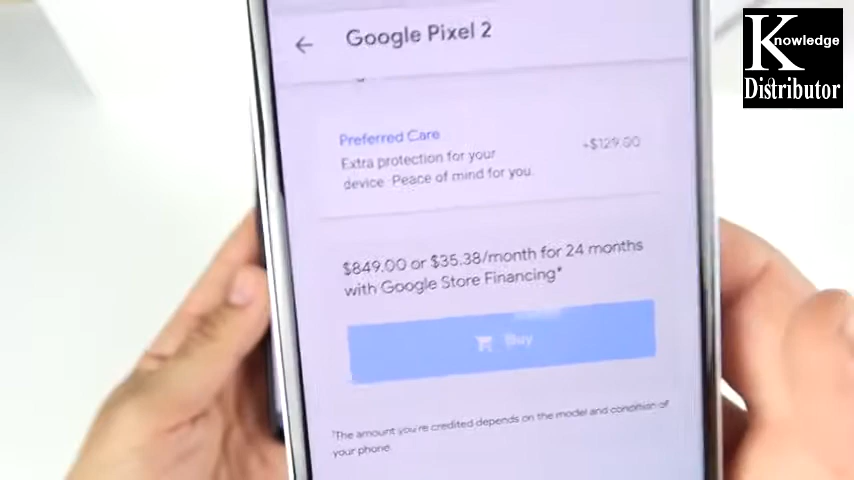 Google Pixel 2
Knowledge
Distributor
Preferred Care
+$129.00
Extra protection for your
device. Peace of mind for you.
$849.00 or $35.38/month for 24 months
with Google Store Financing*
Buy
*The amount you're credited depends on the model and condition of
your phone.